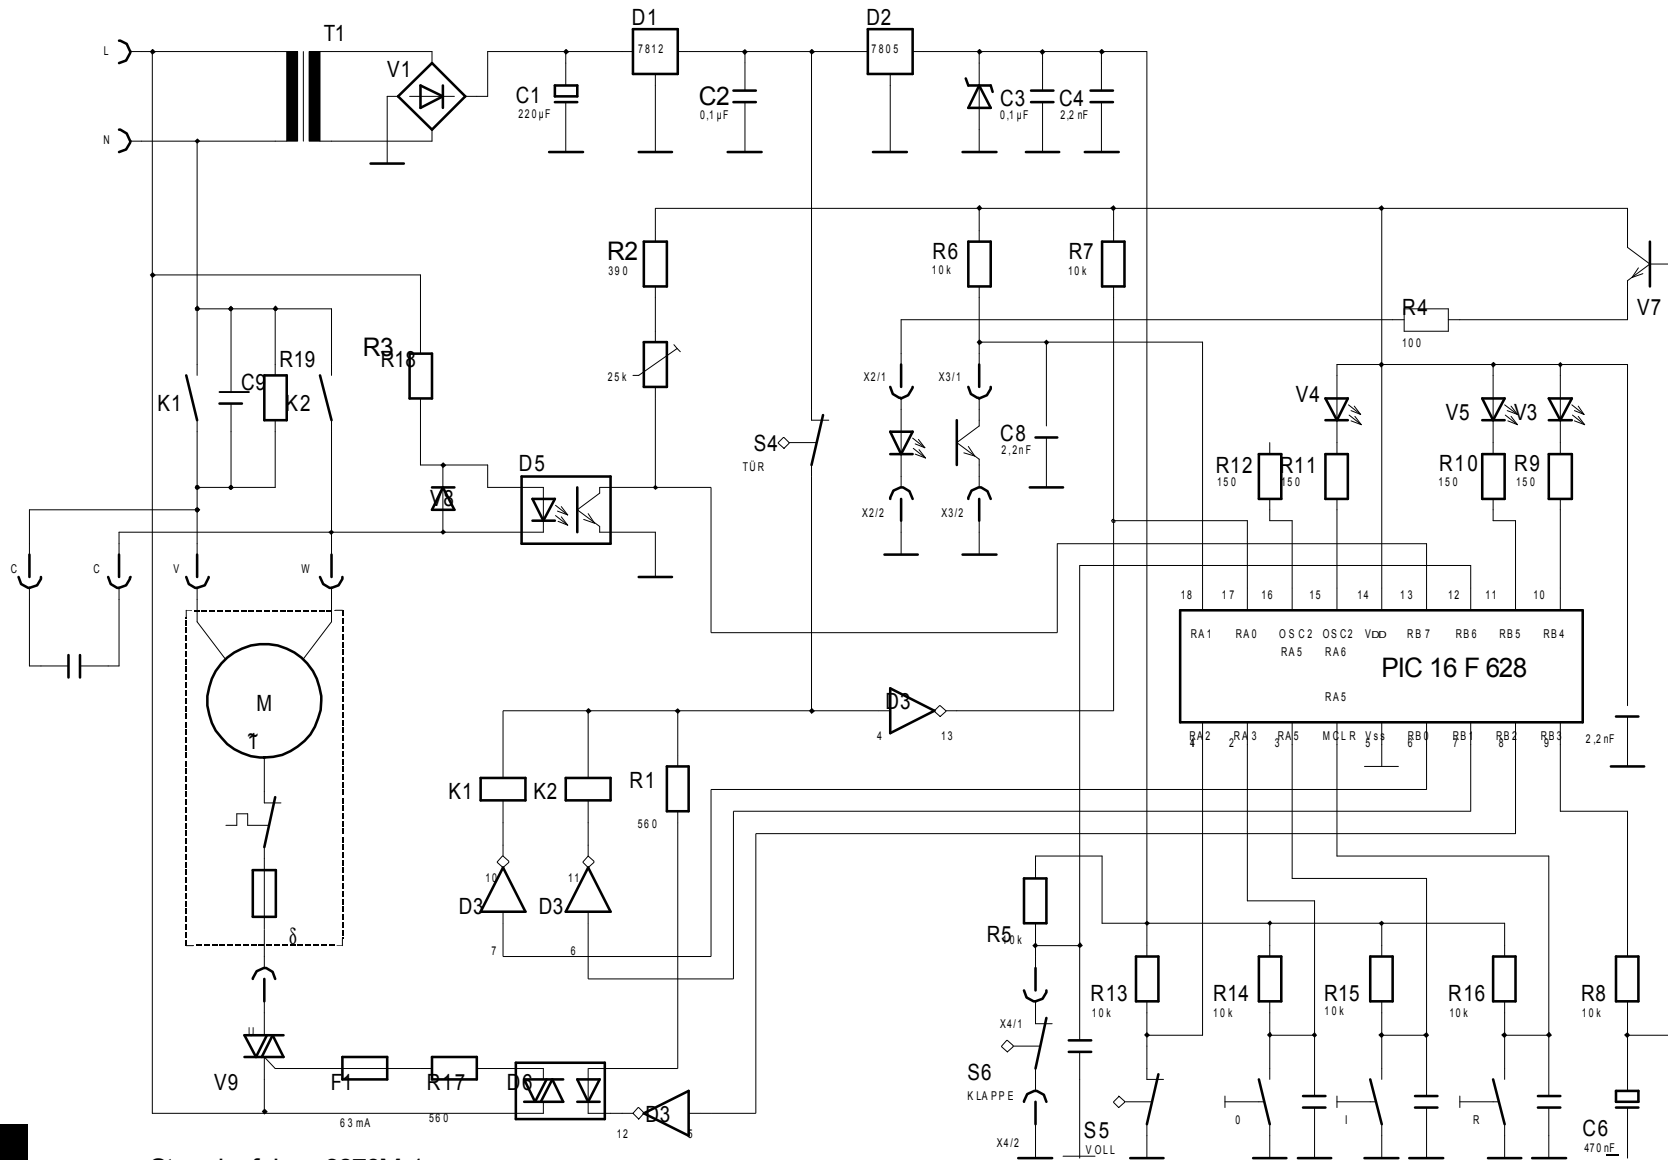 T1
D1
D2
L
V1
7812
7805
C1
220µF
C2
0,1µF
C3
0,1µF
C4
2,2nF
N
R2
390
R6
10k
R7
10k
V7
R4
100
R3
R18
R19
C9
K1
K2
25k
X2/1
X3/1
V4
V5
V3
S4
TÜR
C8
2,2nF
R12
150
R11
150
R10
150
R9
150
D5
V8
X2/2
X3/2
C
C
V
W
18
17
16
15
14
13
12
11
10
RA1
RA0
OSC2
OSC2
VDD
RB7
RB6
RB5
RB4
RA5
RA6
PIC 16 F 628
RA5
M
D3
4
13
RA2
RA3
RA5
MCLR
Vss
RB0
RB1
RB2
RB3
1
2
3
5
6
7
8
9
2,2nF
K1
K2
R1
560
10
11
D3
D3
δ
7
6
R5
10k
R13
10k
R14
10k
R15
10k
R16
10k
R8
10k
X4/1
V9
F1
63mA
R17
560
D6
S6
KLAPPE
D3
12
5
X4/2
S5
VOLL
0
I
R
C6
470nF